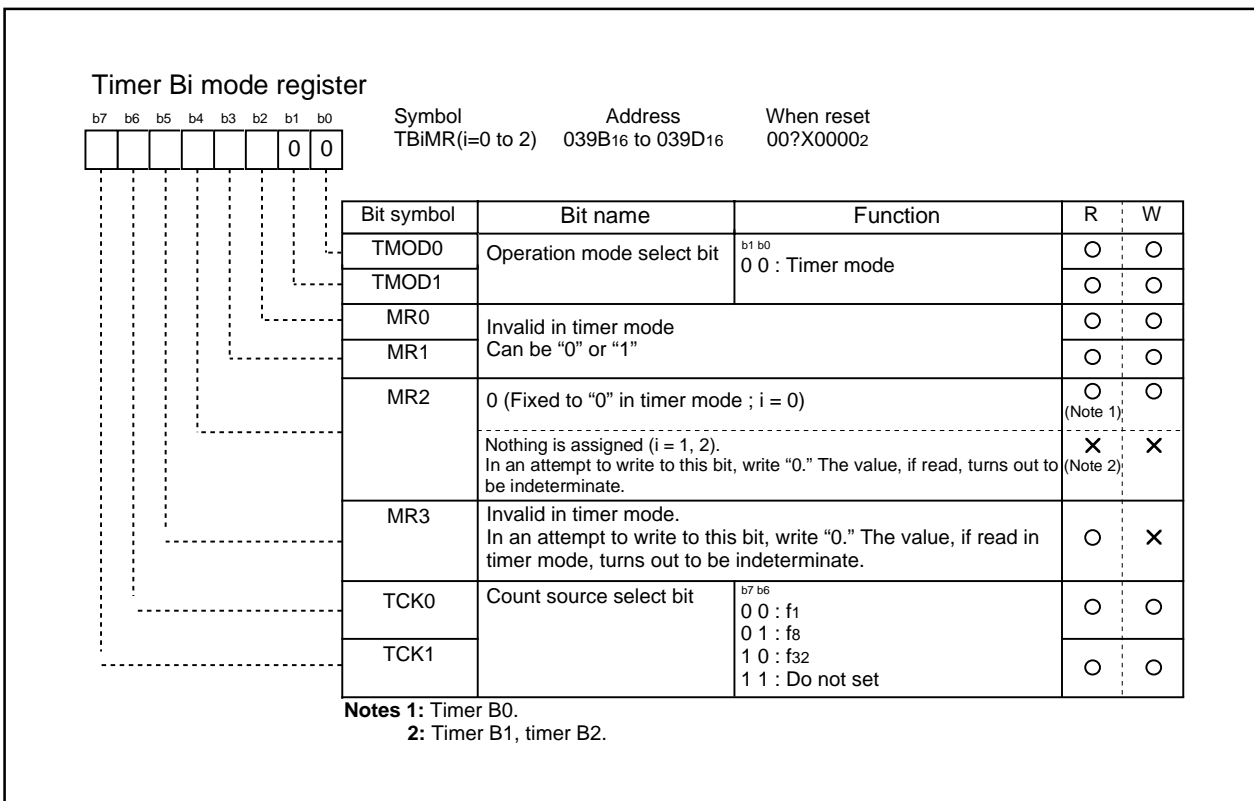 Timer Bi mode register
b7 b6 b5 b4 b3 b2 b1 b0
0 0
Symbol Address When reset
TBiMR(i=0 to 2) 039B16 to 039D16 00?X00002
Bit symbol Bit name Function R W
TMOD0 Operation mode select bit b1 b0
0 0 : Timer mode
TMOD1
MR0 Invalid in timer mode
Can be “0” or “1”
MR1
MR2 0 (Fixed to “0” in timer mode ; i = 0)
(Note 1)
Nothing is assigned (i = 1, 2).
In an attempt to write to this bit, write “0.” The value, if read, turns out to (Note 2)
be indeterminate.
MR3 Invalid in timer mode.
In an attempt to write to this bit, write “0.” The value, if read in
timer mode, turns out to be indeterminate.
TCK0 Count source select bit b7 b6
0 0 : f1
0 1 : f8
TCK1 1 0 : f32
1 1 : Do not set
Notes 1: Timer B0.
2: Timer B1, timer B2.